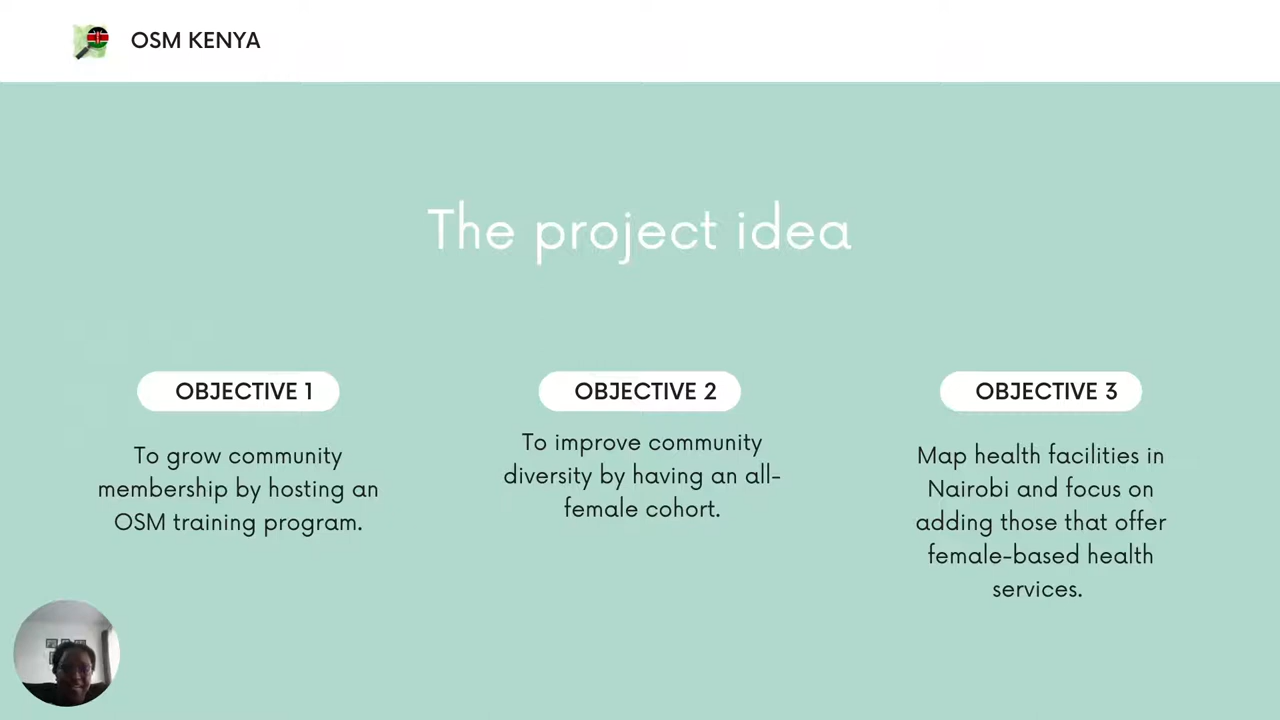 OSM KENYA
The project idea
OBJECTIVE 1
To grow community
membership by hosting an
OSM training program.
OBJECTIVE 2
To improve community
diversity by having an all-
female cohort.
OBJECTIVE 3
Map health facilities in
Nairobi and focus on
adding those that offer
female-based health
services.